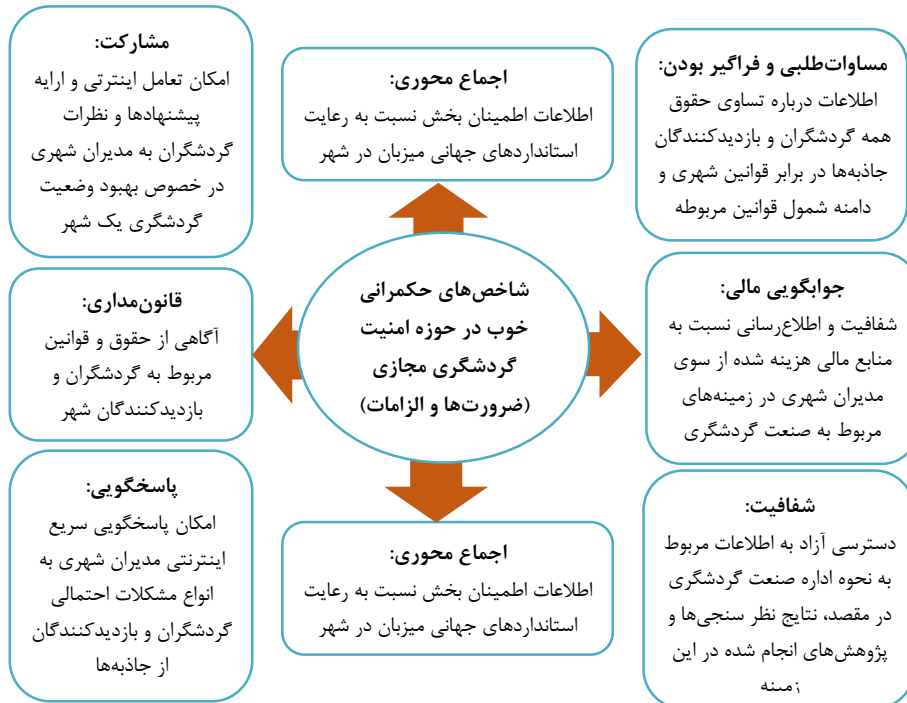 مساوات‌طلبی و فراگیر بودن:
اطلاعات درباره تساوی حقوق
همه گردشگران و بازدیدکنندگان
جاذبه‌ها در برابر قوانین شهری و
دامنه شمول قوانین مربوطه
اجماع محوری:
اطلاعات اطمینان بخش نسبت به رعایت
استانداردهای جهانی میزبان در شهر
مشارکت:
امکان تعامل اینترتی و ارایه
پیشنهادها و نظرات
گردشگران به مدیران شهری
در خصوص بهبود وضعیت
گردشگری یک شهر
جوابگویی مالی:
شفافیت و اطلاع‌رسانی نسبت به
منابع مالی هزینه شده از سوی
مدیران شهری در زمینه‌های
مربوط به صنعت گردشگری
شاخص‌های حکمرانی
خوب در حوزه امنیت
گردشگری مجازی
(ضرورت‌ها و الزامات)
قانون‌مداری:
آگاهی از حقوق و قوانین
مربوط به گردشگران و
بازدیدکنندگان شهر
شفافیت:
دسترسی آزاد به اطلاعات مربوط
به نحوه اداره صنعت گردشگری
در مقصد، نتایج نظر سنجی‌ها و
پژوهش‌های انجام شده در این
زمینه
اجماع محوری:
اطلاعات اطمینان بخش نسبت به رعایت
استانداردهای جهانی میزبان در شهر
پاسخگویی:
امکان پاسخگویی سریع
اینترنتی مدیران شهری به
انواع مشکلات احتمالی
گردشگران و بازدیدکنندگان
از جاذبه‌ها